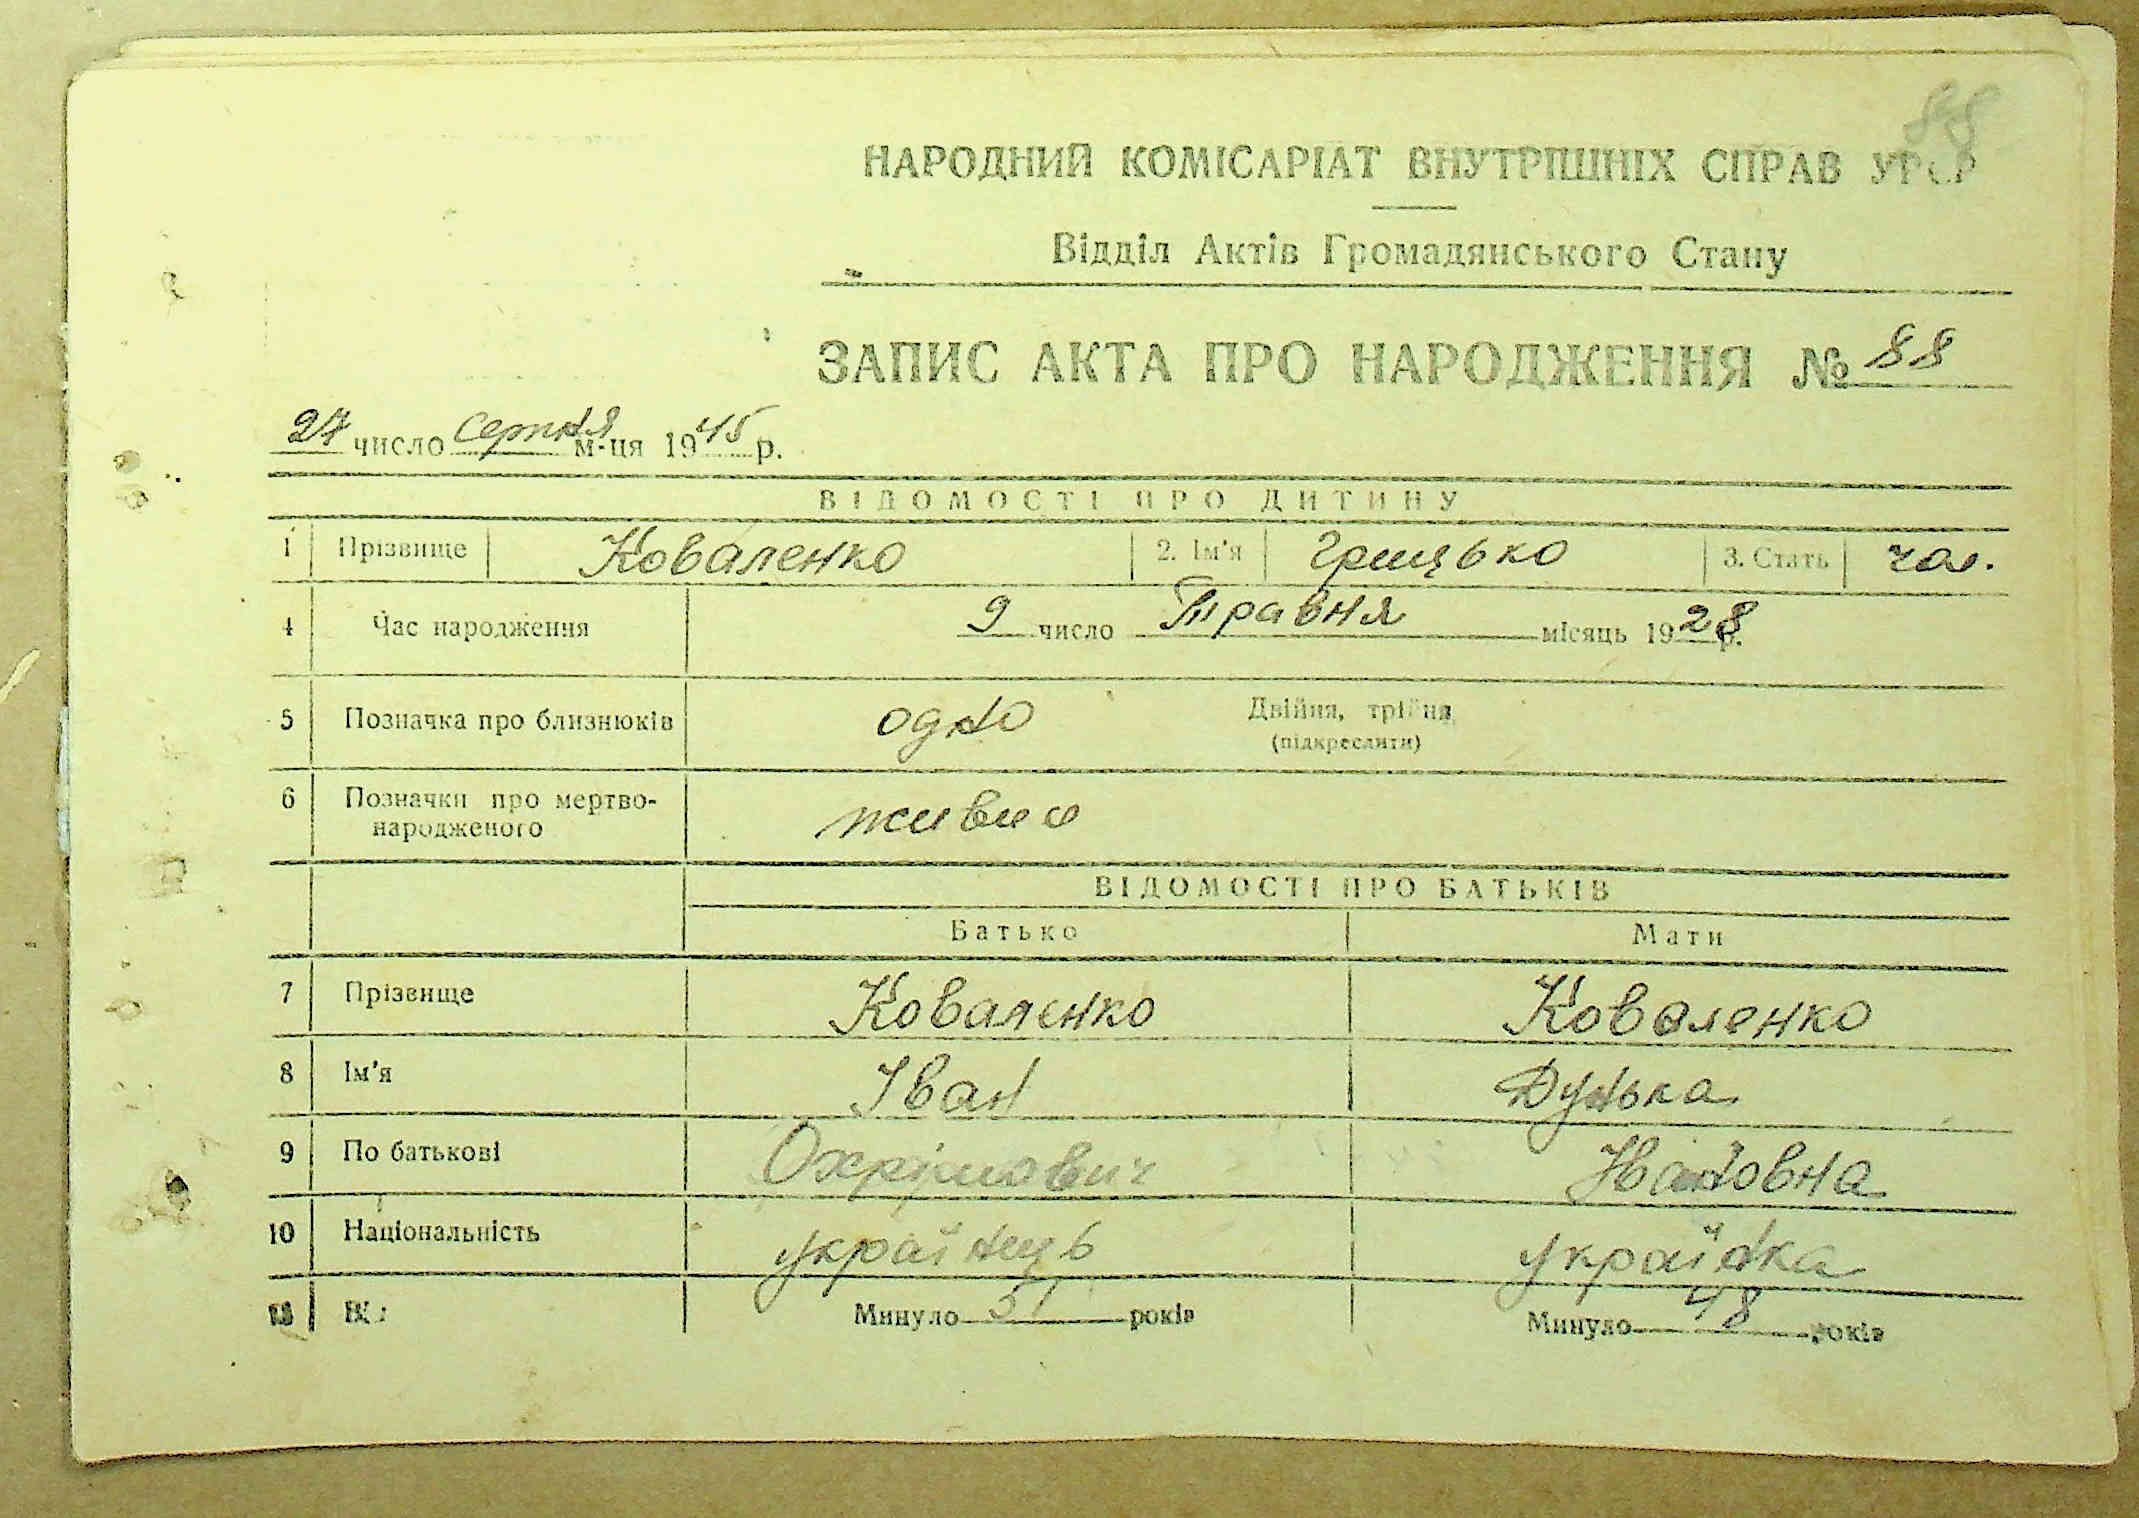 88
НАРОДНИЙ КОМІСАРІАТ ВНУТРІШНІХ СПРАВ УРСР
Відділ Актів Громадянського Стану
ЗАПИС АКТА ПРО НАРОДЖЕННЯ № 88
27 число серпня м-ця 1945 р.
ВІДОМОСТІ ПРО ДИТИНУ
1 Прізвище Коваленко 2. Ім'я Грицько 3. Стать чол.
4 Час народження 9 число Травня місяць 1928 р.
5 Позначка про близнюків одно Двійня, трійня
(підкреслити)
6 Позначки про мертво-
народженого живий
ВІДОМОСТІ ПРО БАТЬКІВ
Батько Мати
7 Прізвище Коваленко Коваленко
8 Ім'я Іван Дунька
9 По батькові Охрімович Івановна
10 Національність українець українка
Минуло 51 років Минуло 48 років